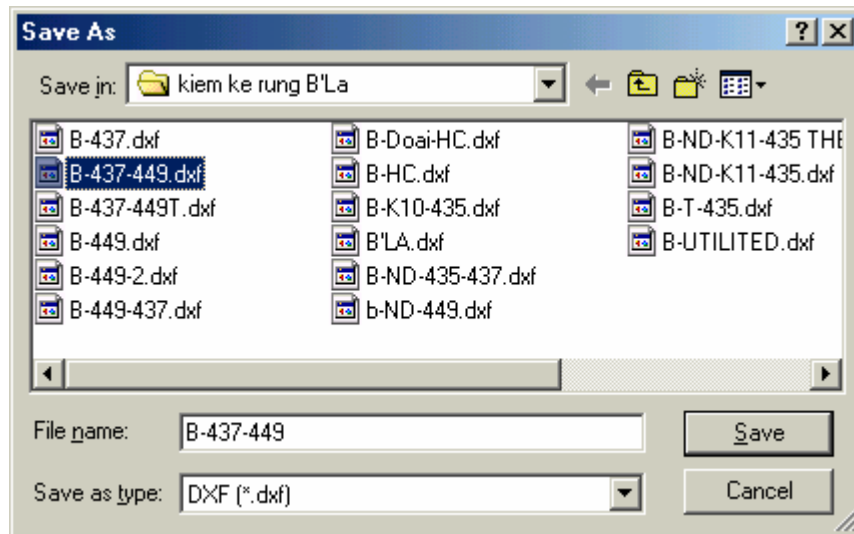 Save As
Save in: kiem ke rung B'La
B-437.dxf B-Doai-HC.dxf B-ND-K11-435 THE
B-437-449.dxf B-HC.dxf B-ND-K11-435.dxf
B-437-449T.dxf B-K10-435.dxf B-T-435.dxf
B-449.dxf B'LA.dxf B-UTILITED.dxf
B-449-2.dxf B-ND-435-437.dxf
B-449-437.dxf b-ND-449.dxf
File name: B-437-449 Save
Save as type: DXF (*.dxf) Cancel